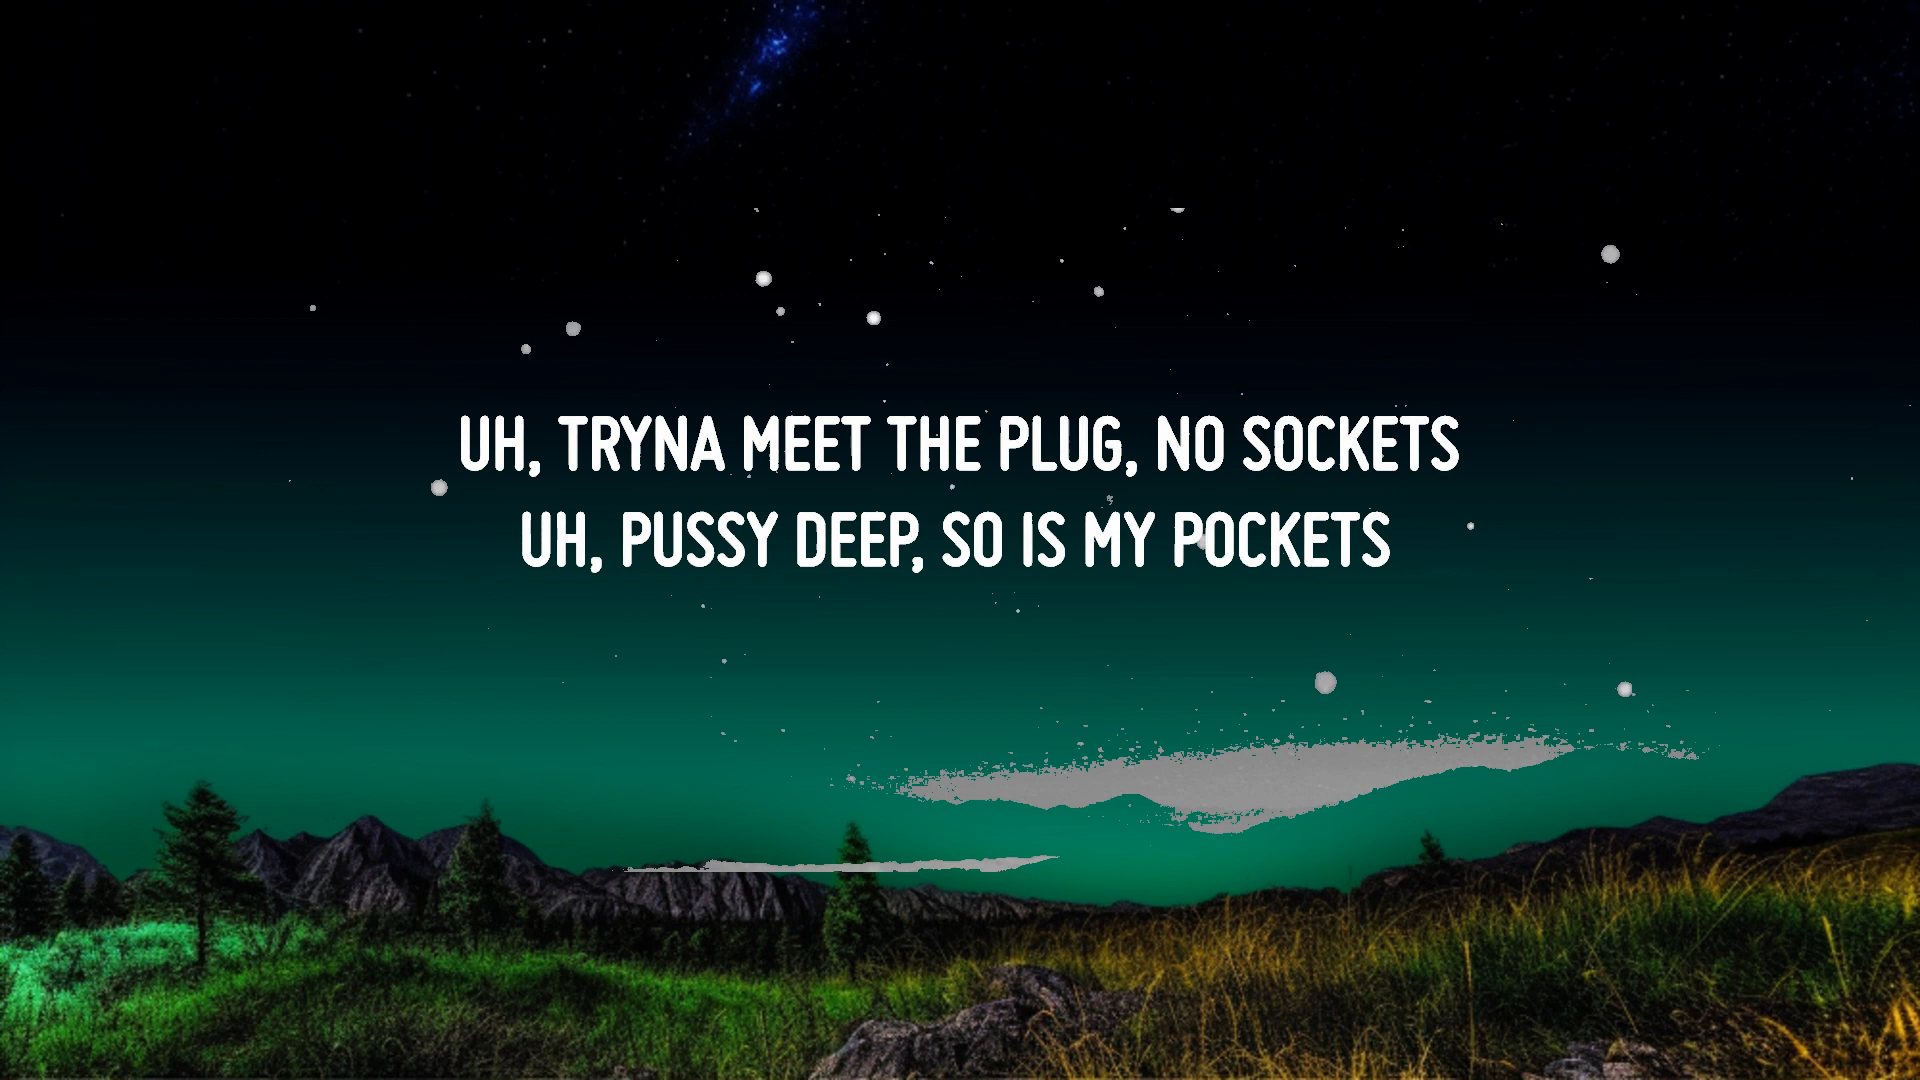 UH, TRYNA MEET THE PLUG, NO SOCKETS
UH, PUSSY DEEP, SO IS MY POCKETS